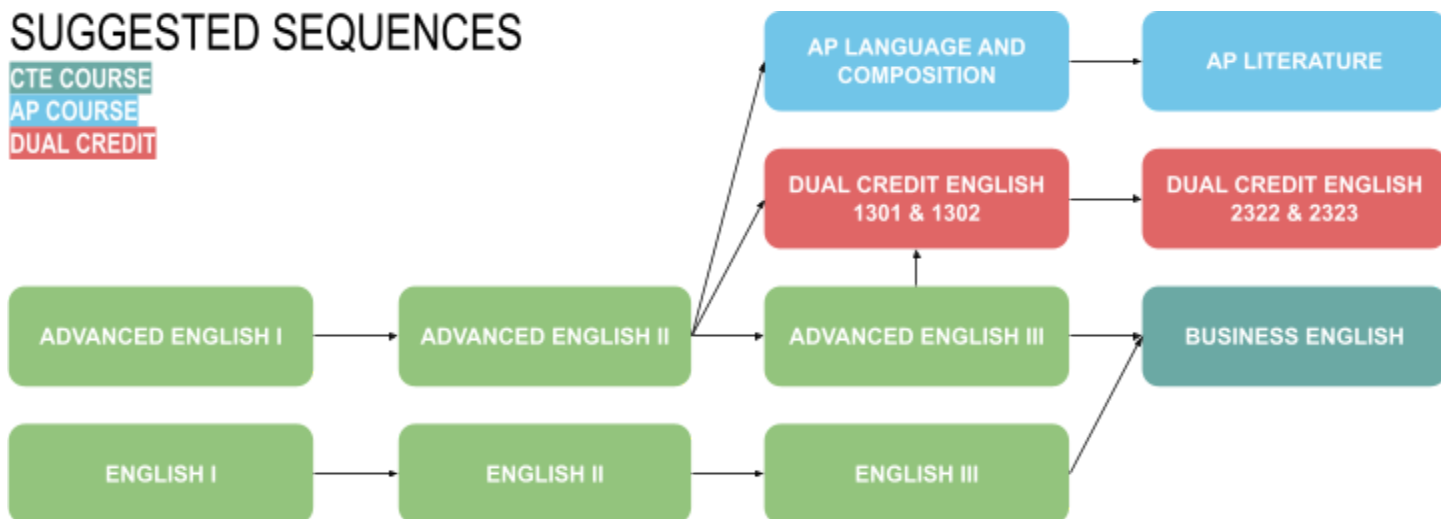 SUGGESTED SEQUENCES
CTE COURSE
AP COURSE
DUAL CREDIT
AP LANGUAGE AND
COMPOSITION
AP LITERATURE
DUAL CREDIT ENGLISH
1301 & 1302
DUAL CREDIT ENGLISH
2322 & 2323
ADVANCED ENGLISH I
ADVANCED ENGLISH II
ADVANCED ENGLISH III
BUSINESS ENGLISH
ENGLISH I
ENGLISH II
ENGLISH III